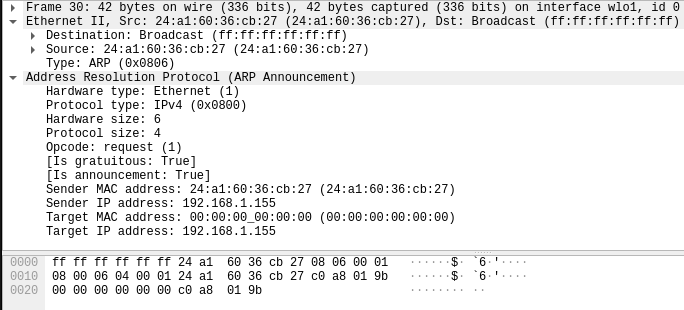 Frame 30: 42 bytes on wire (336 bits), 42 bytes captured (336 bits) on interface wlo1, id 0
Ethernet II, Src: 24:a1:60:36:cb:27 (24:a1:60:36:cb:27), Dst: Broadcast (ff:ff:ff:ff:ff:ff)
Destination: Broadcast (ff:ff:ff:ff:ff:ff)
Source: 24:a1:60:36:cb:27 (24:a1:60:36:cb:27)
Type: ARP (0x0806)
Address Resolution Protocol (ARP Announcement)
Hardware type: Ethernet (1)
Protocol type: IPv4 (0x0800)
Hardware size: 6
Protocol size: 4
Opcode: request (1)
[Is gratuitous: True]
[Is announcement: True]
Sender MAC address: 24:a1:60:36:cb:27 (24:a1:60:36:cb:27)
Sender IP address: 192.168.1.155
Target MAC address: 00:00:00_00:00:00 (00:00:00:00:00:00)
Target IP address: 192.168.1.155
0000 ff ff ff ff ff ff 24 a1 60 36 cb 27 08 06 00 01 ······$· `6·'····
0010 08 00 06 04 00 01 24 a1 60 36 cb 27 c0 a8 01 9b ······$· `6·'····
0020 00 00 00 00 00 00 c0 a8 01 9b ········ ··